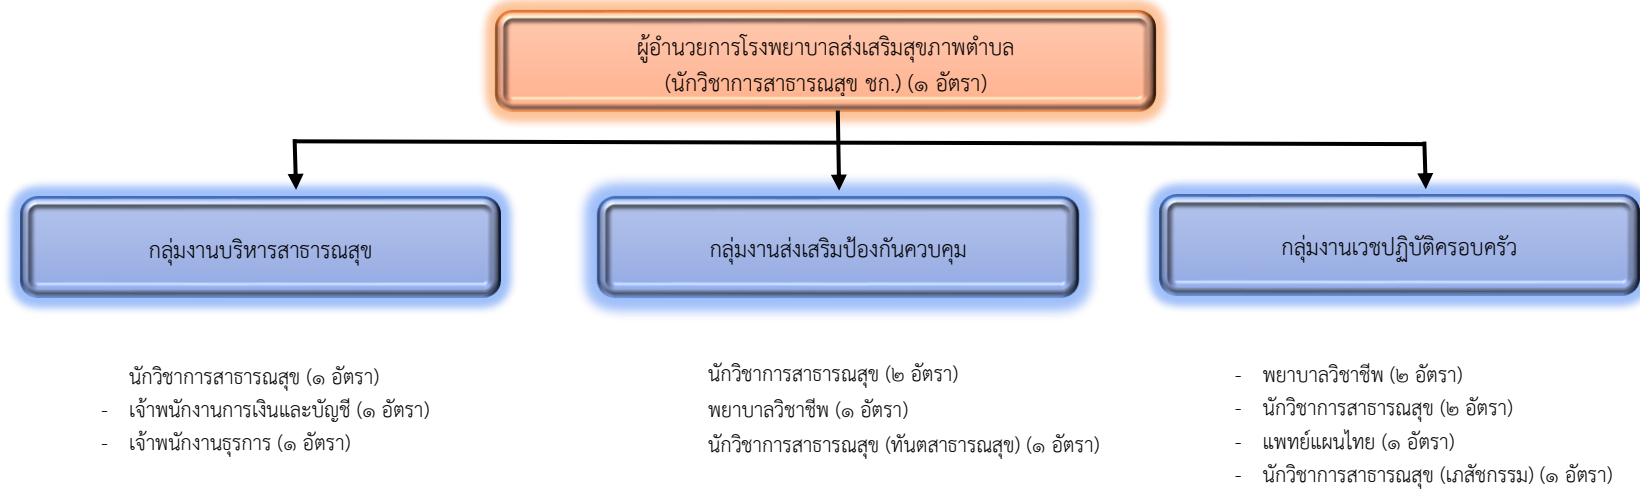 ผู้อำนวยการโรงพยาบาลส่งเสริมสุขภาพตำบล
(นักวิชาการสาธารณสุข ชก.) (๑ อัตรา)
กลุ่มงานบริหารสาธารณสุข
กลุ่มงานส่งเสริมป้องกันควบคุม
กลุ่มงานเวชปฏิบัติครอบครัว
นักวิชาการสาธารณสุข (๑ อัตรา)
- เจ้าพนักงานการเงินและบัญชี (๑ อัตรา)
- เจ้าพนักงานธุรการ (๑ อัตรา)
นักวิชาการสาธารณสุข (๒ อัตรา)
พยาบาลวิชาชีพ (๑ อัตรา)
นักวิชาการสาธารณสุข (ทันตสาธารณสุข) (๑ อัตรา)
- พยาบาลวิชาชีพ (๒ อัตรา)
- นักวิชาการสาธารณสุข (๒ อัตรา)
- แพทย์แผนไทย (๑ อัตรา)
- นักวิชาการสาธารณสุข (เภสัชกรรม) (๑ อัตรา)